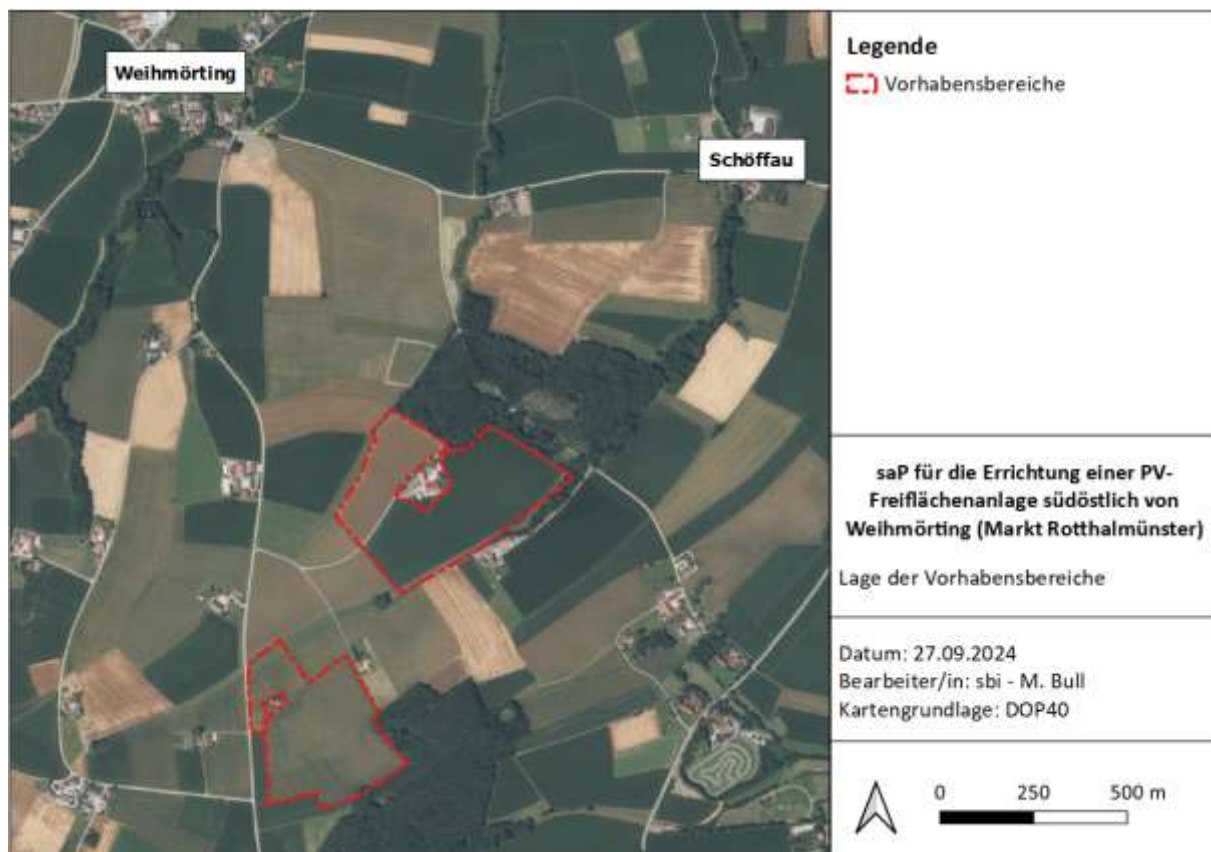 Weihmörting
Schöffau
Legende
Vorhabensbereiche
saP für die Errichtung einer PV-
Freiflächenanlage südöstlich von
Weihmörting (Markt Rotthalmünster)
Lage der Vorhabensbereiche
Datum: 27.09.2024
Bearbeiter/in: sbi - M. Bull
Kartengrundlage: DOP40
0 250 500 m